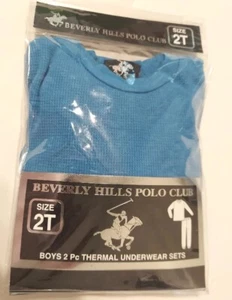 BEVERLY HILLS POLO CLUB
SIZE
2T
BEVERLY HILLS POLO CLUB
SIZE
2T
BOYS 2 Pc THERMAL UNDERWEAR SETS